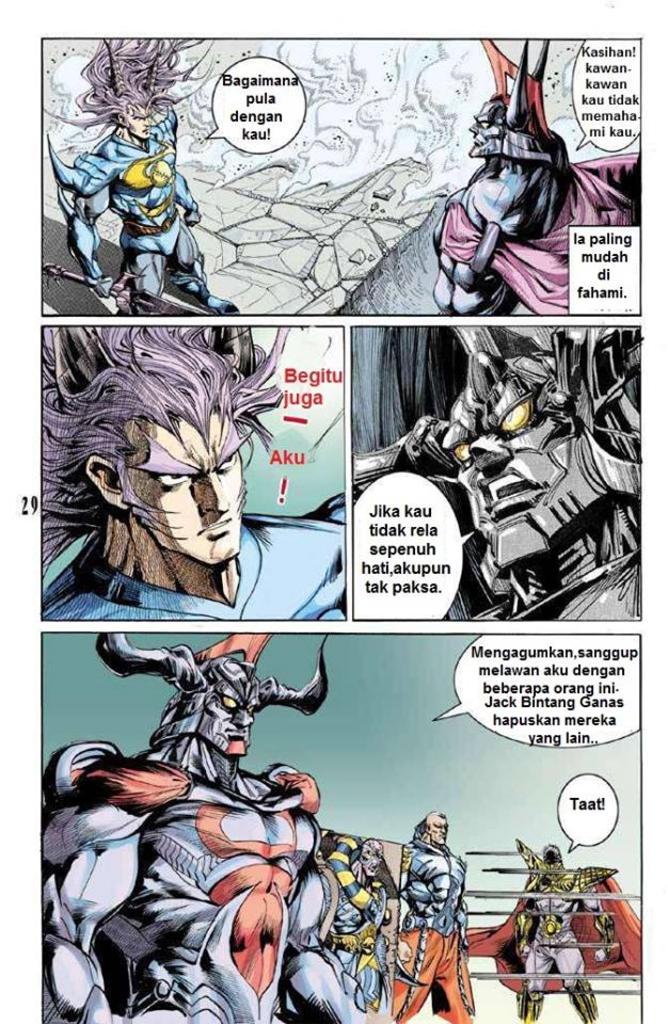 Bagaimana
pula
dengan
kau!
Kasihan!
kawan-
kawan
kau tidak
memaha-
mi kau.
Ia paling
mudah
di
fahami.
Begitu
juga
Aku
!
Jika kau
tidak rela
sepenuh
hati,akupun
tak paksa.
29
Mengagumkan,sanggup
melawan aku dengan
beberapa orang ini-
Jack Bintang Ganas
hapuskan mereka
yang lain..
Taat!